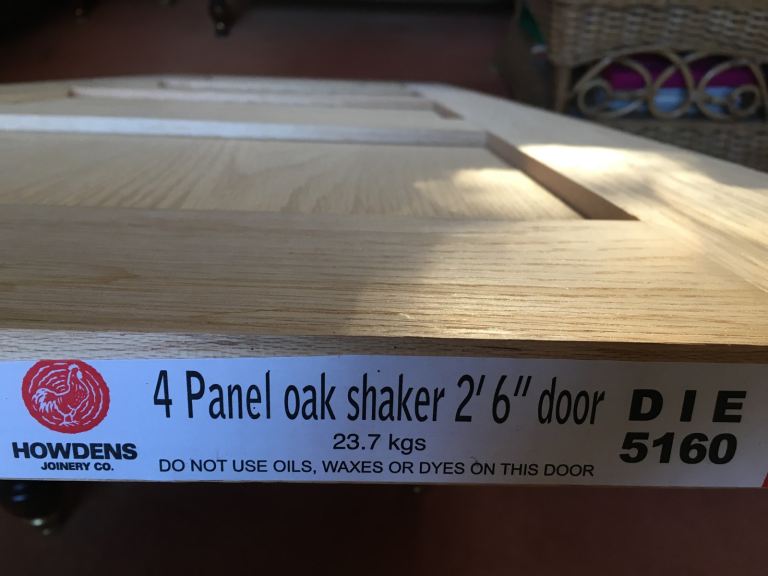 HOWDENS
JOINERY CO.
4 Panel oak shaker 2' 6" door
23.7 kgs
DO NOT USE OILS, WAXES OR DYES ON THIS DOOR
DIE
5160